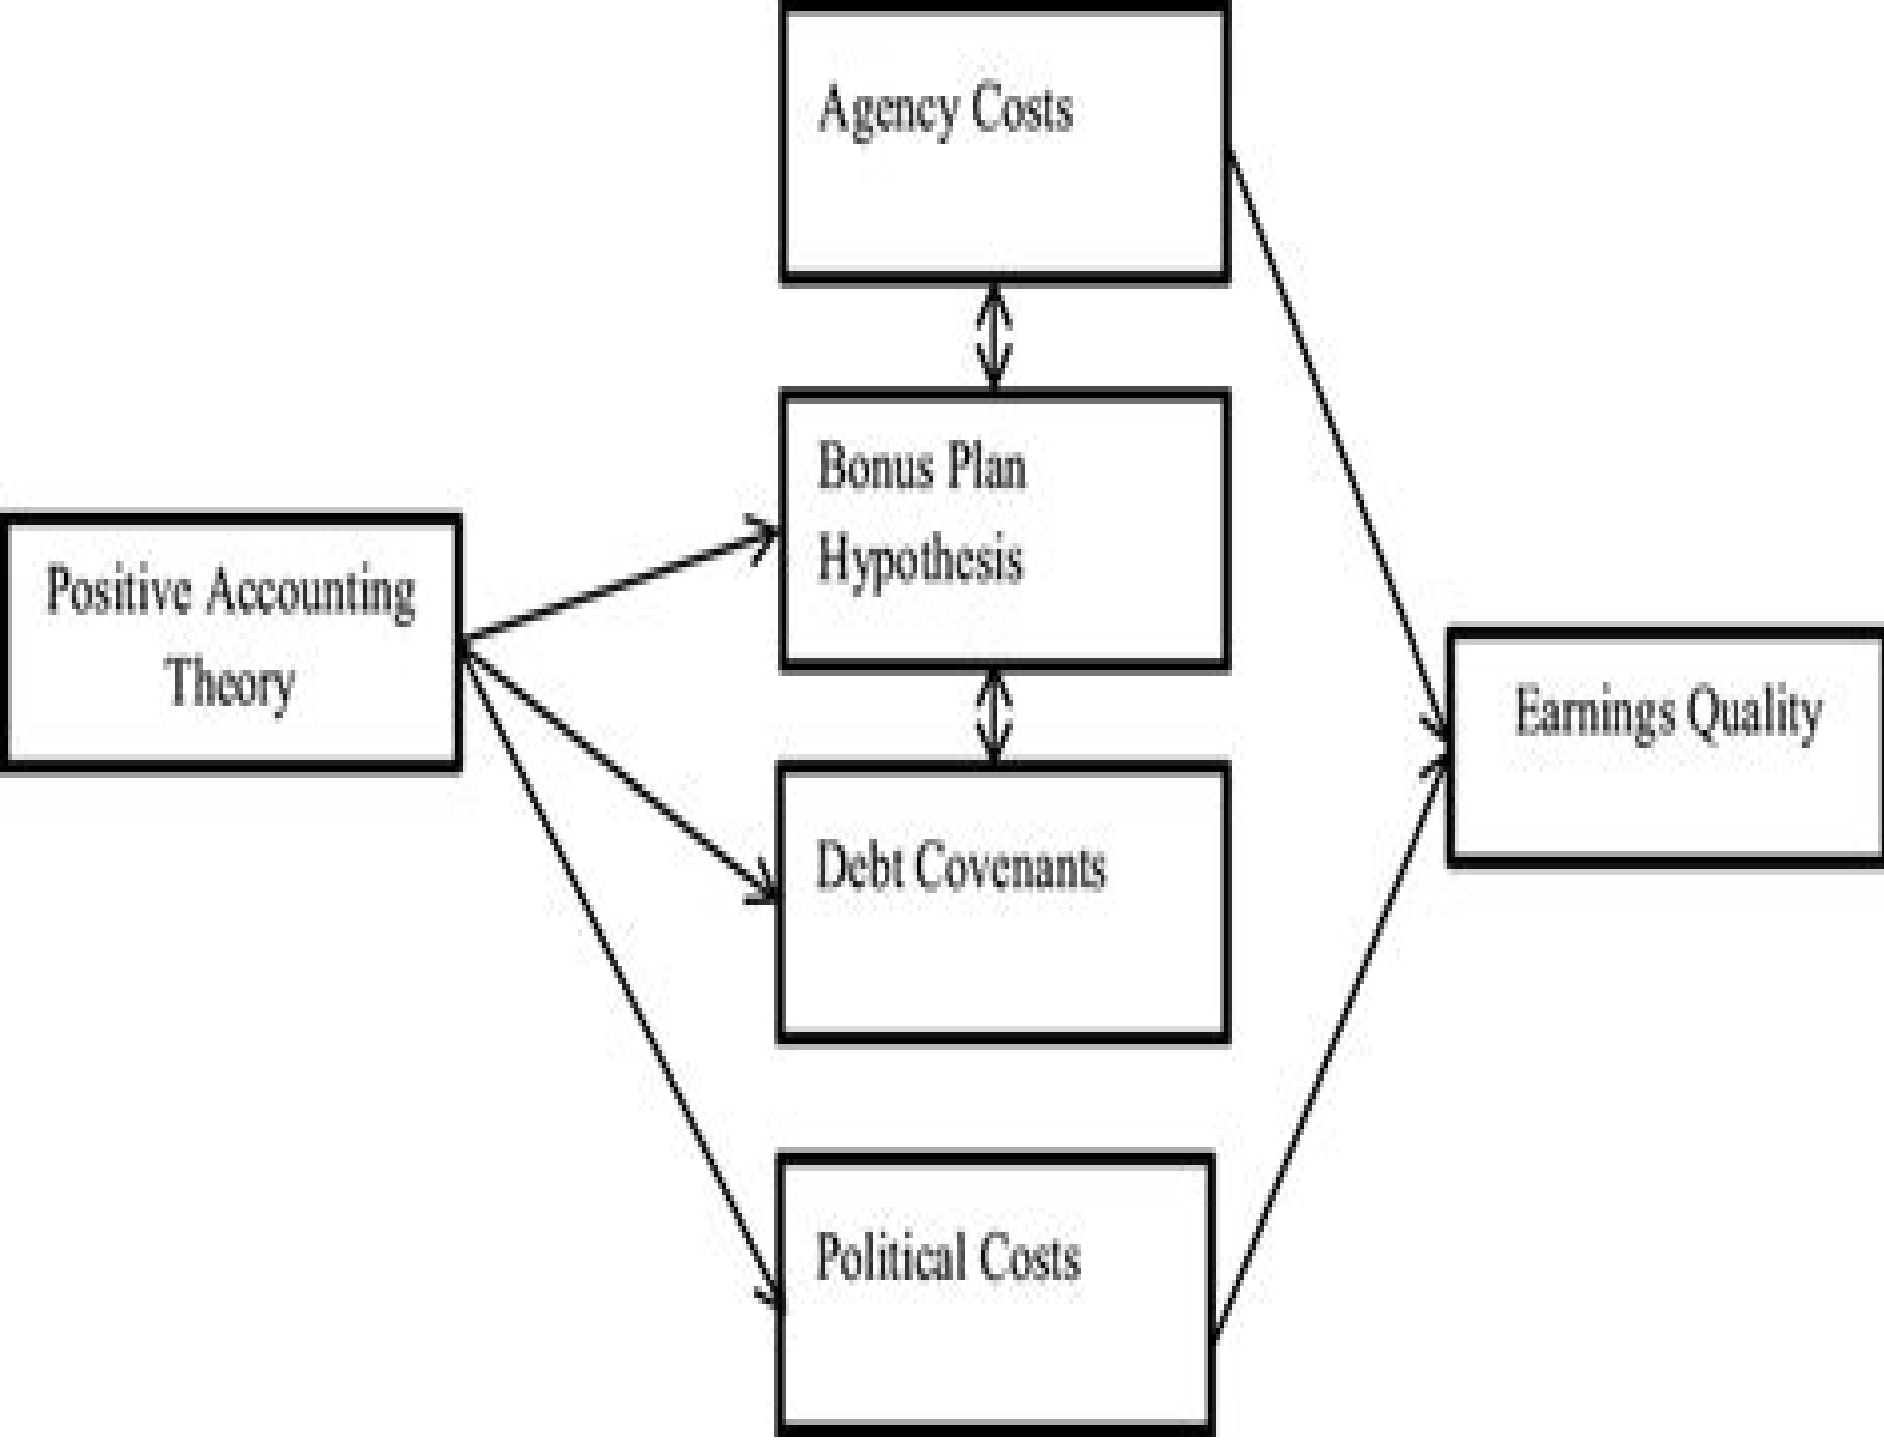 Agency Costs
Bonus Plan
Hypothesis
Positive Accounting
Theory
Earnings Quality
Debt Covenants
Political Costs